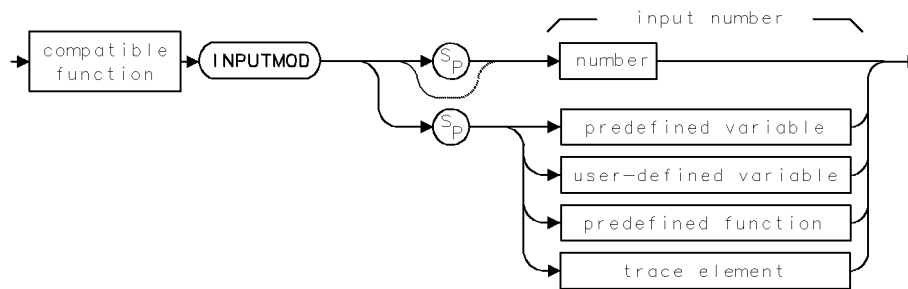 input number
compatible
function
INPUTMOD
SP
number
SP
predefined variable
user-defined variable
predefined function
trace element